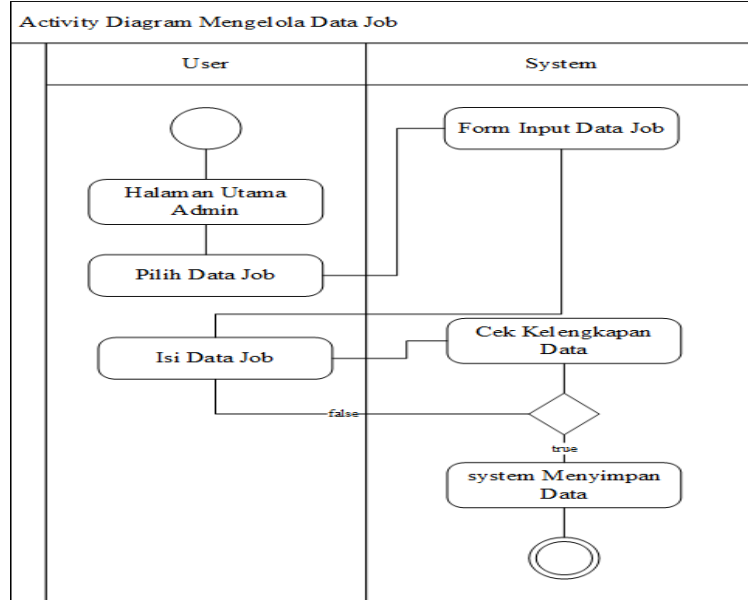 Activity Diagram Mengelola Data Job
User
System
Form Input Data Job
Halaman Utama
Admin
Pilih Data Job
Isi Data Job
Cek Kelengkapan
Data
false
true
system Menyimpan
Data